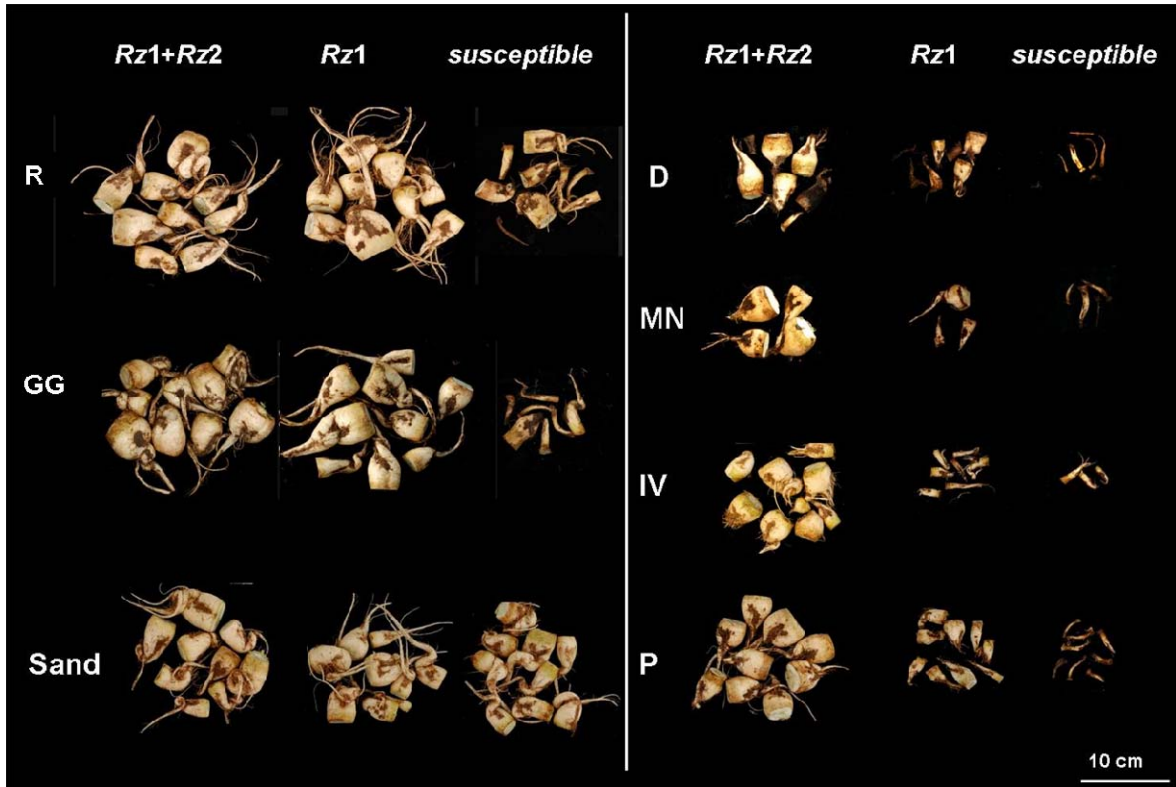 Rz1+Rz2 Rz1 susceptible
R
GG
Sand
Rz1+Rz2 Rz1 susceptible
D
MN
IV
P
10 cm